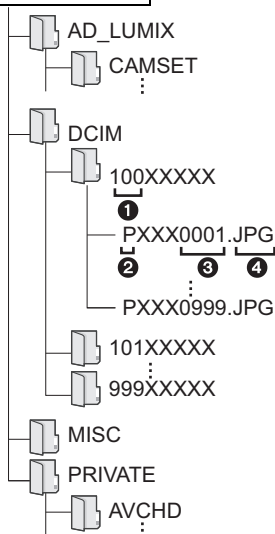 AD_LUMIX
CAMSET
DCIM
100XXXXX
❶
PXXX0001.JPG
❷ ❸ ❹
PXXX0999.JPG
101XXXXX
999XXXXX
MISC
PRIVATE
AVCHD